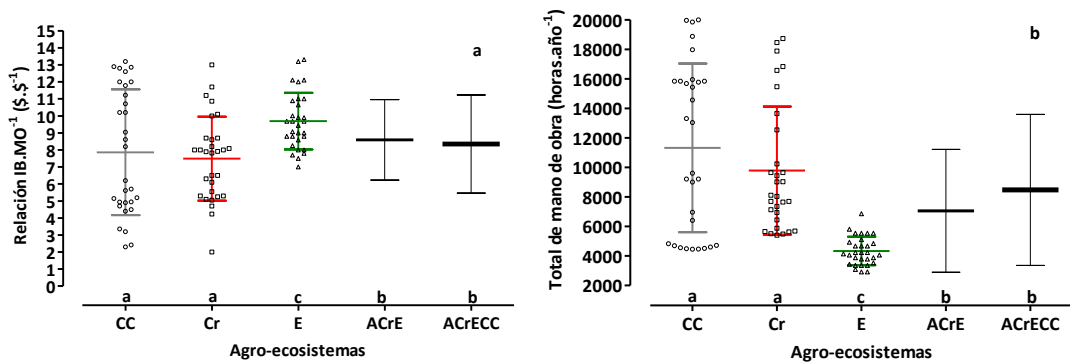 Relación IB.MO⁻¹ ($.$⁻¹)
15
14
13
12
11
10
9
8
7
6
5
4
3
2
1
0
a
a a c b b
CC Cr E ACrE ACrECC
Agro-ecosistemas
Total de mano de obra (horas.año⁻¹)
20000
18000
16000
14000
12000
10000
8000
6000
4000
2000
b
a a c b b
CC Cr E ACrE ACrECC
Agro-ecosistemas